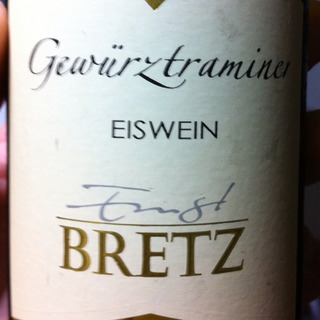 Gewürztraminer
EISWEIN
Ernst
BRETZ